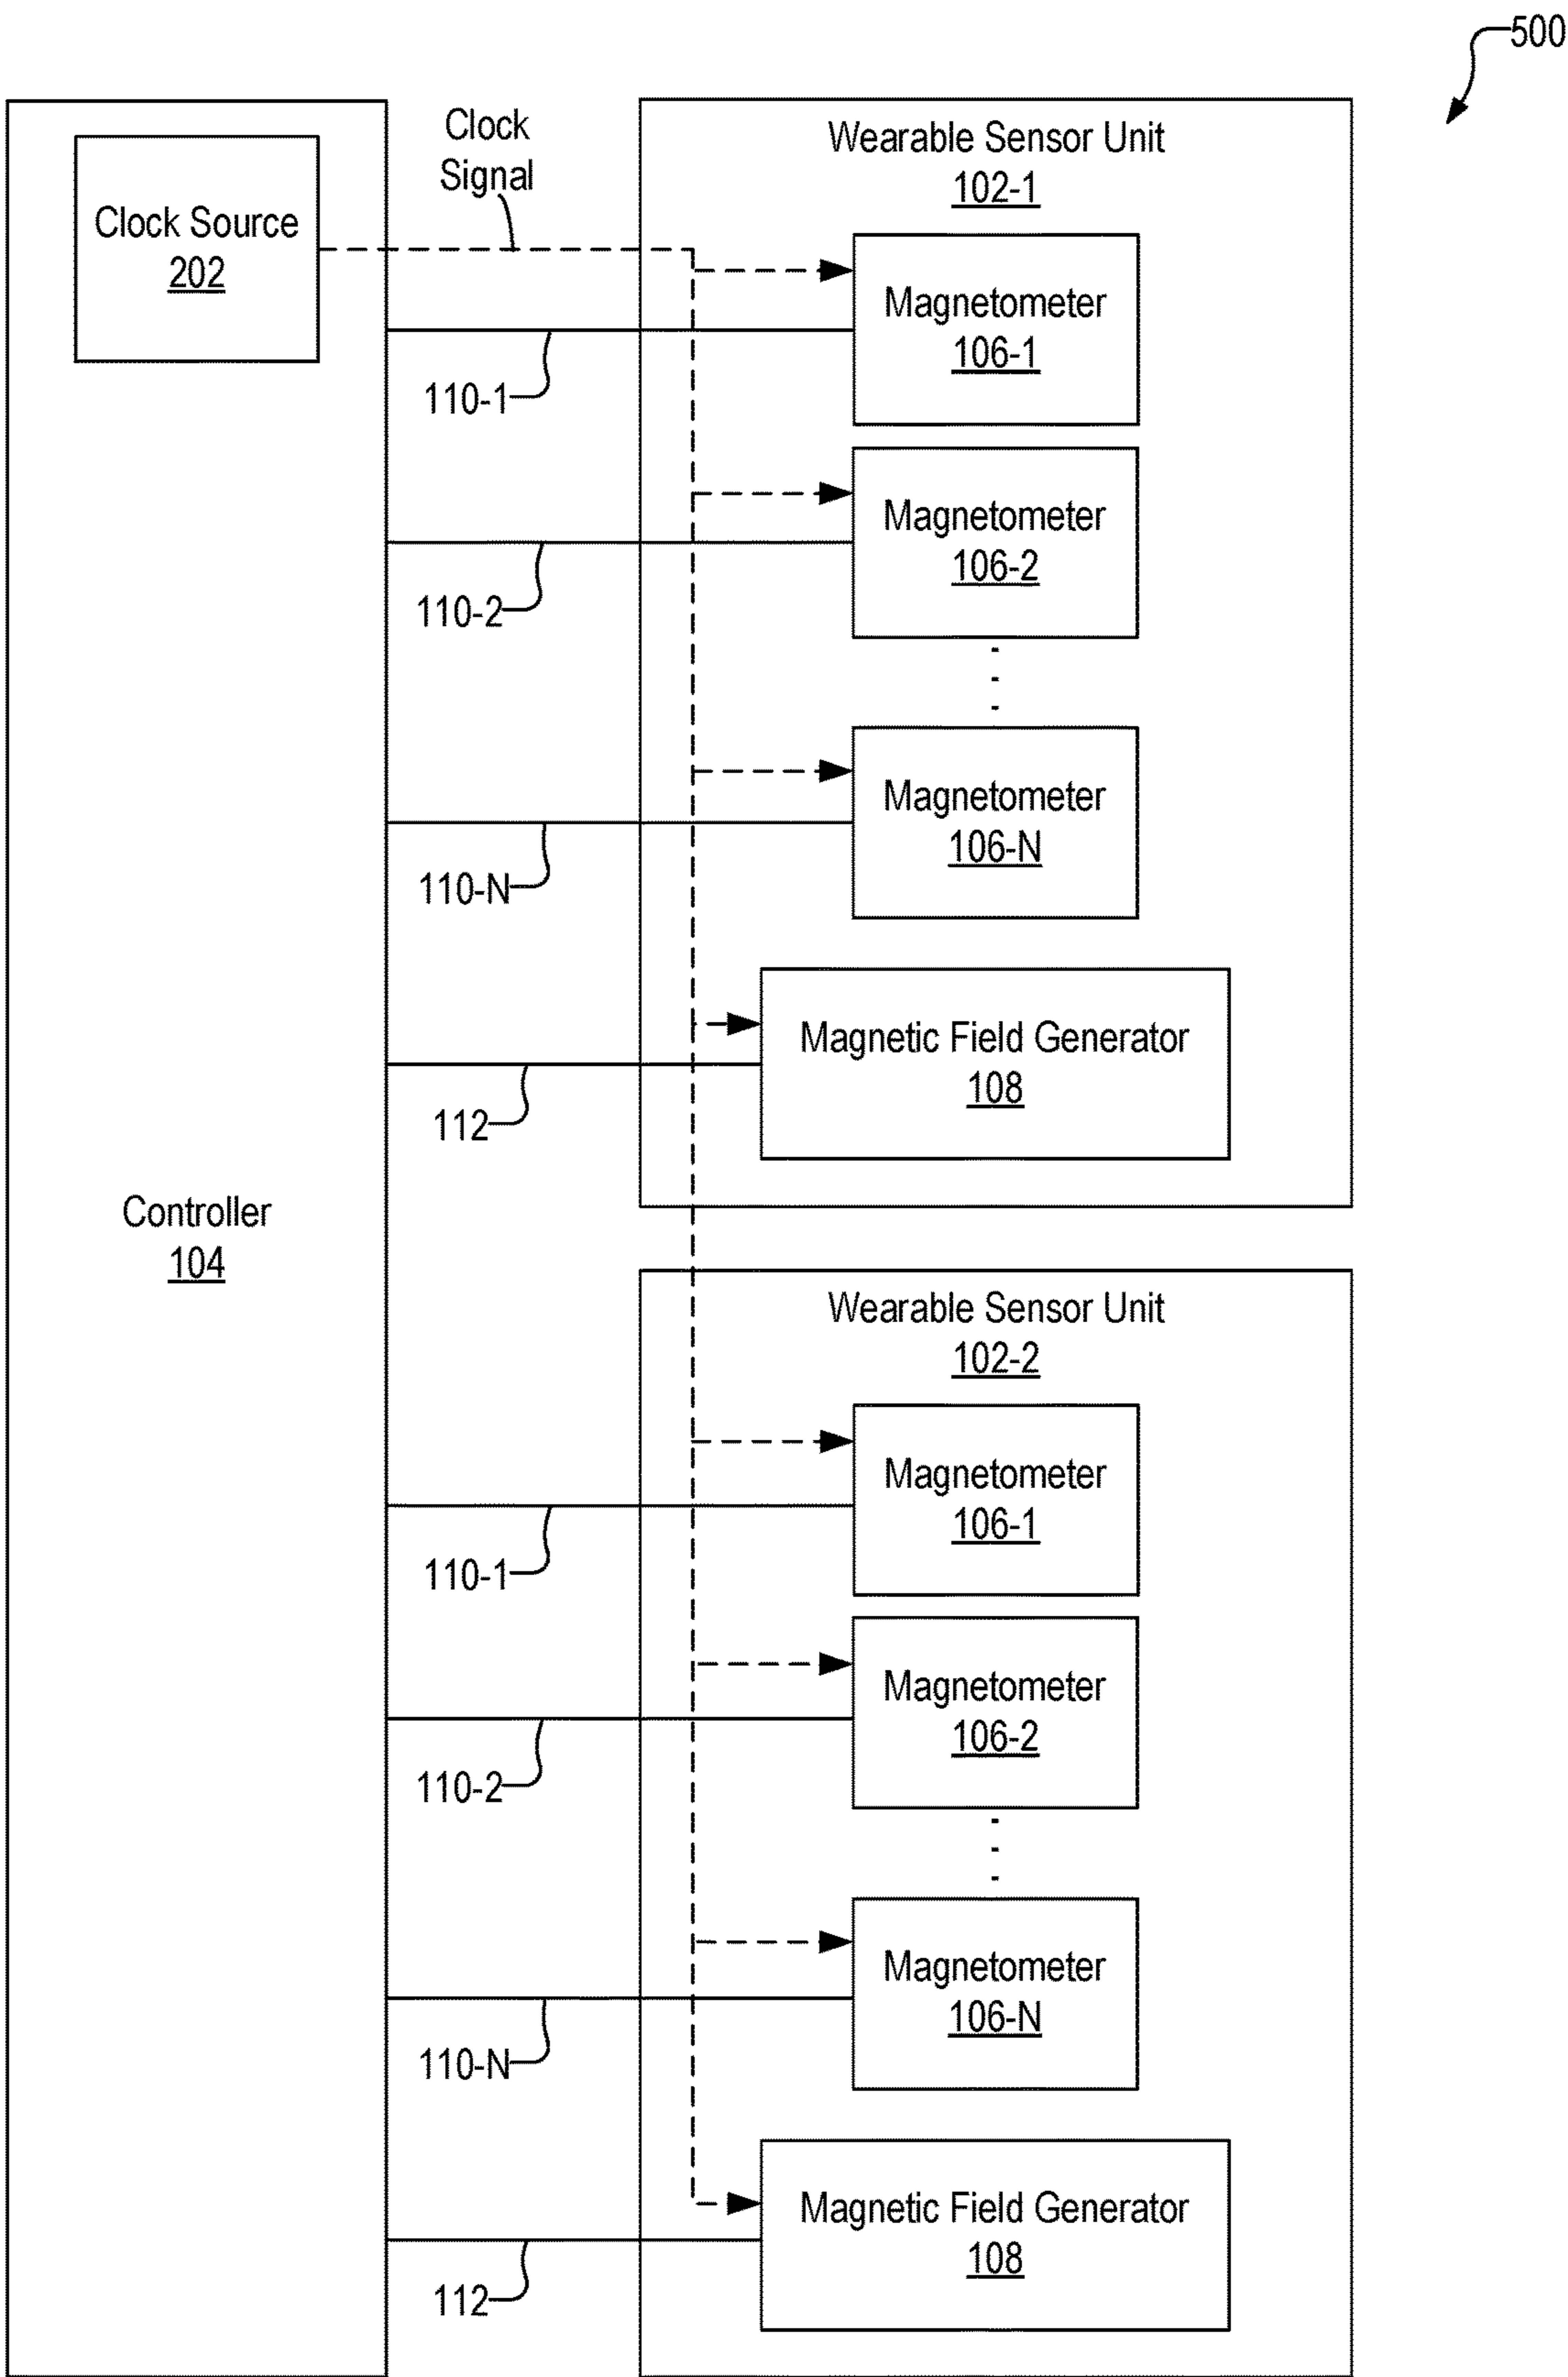 500
Clock
Signal
Clock Source
202
Wearable Sensor Unit
102-1
Magnetometer
106-1
110-1
Magnetometer
106-2
110-2
Magnetometer
106-N
110-N
Magnetic Field Generator
108
112
Controller
104
Wearable Sensor Unit
102-2
Magnetometer
106-1
110-1
Magnetometer
106-2
110-2
Magnetometer
106-N
110-N
Magnetic Field Generator
108
112